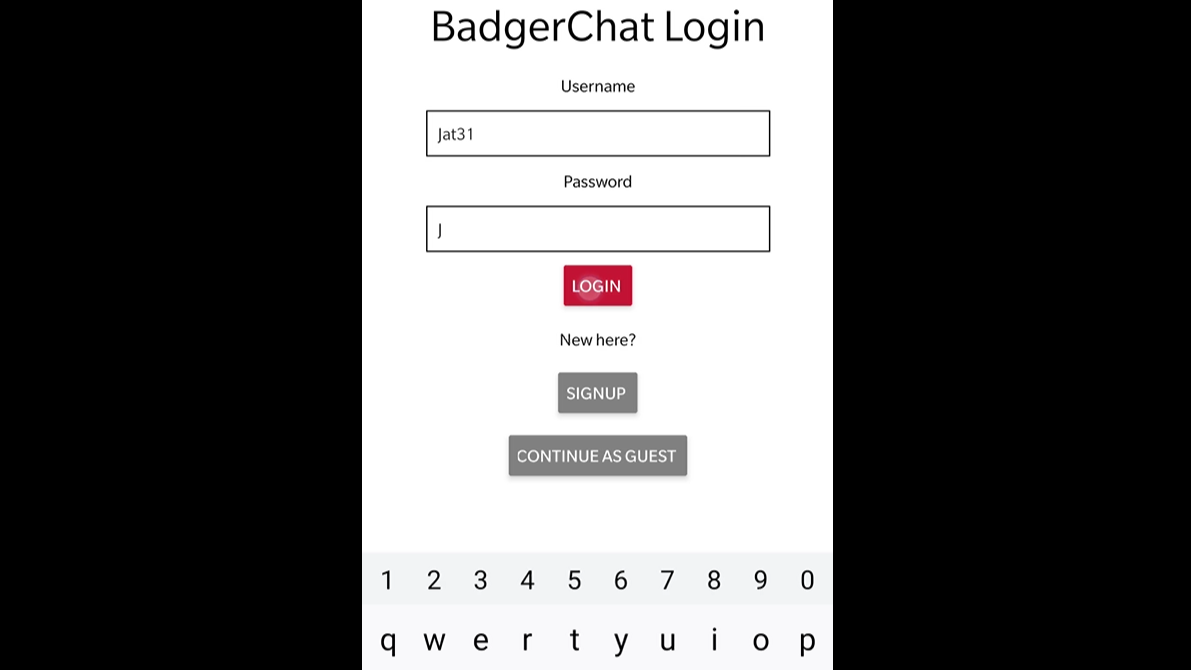 BadgerChat Login
Username
Jat31
Password
J
LOGIN
New here?
SIGNUP
CONTINUE AS GUEST
1 2 3 4 5 6 7 8 9 0
q w e r t y u i o p